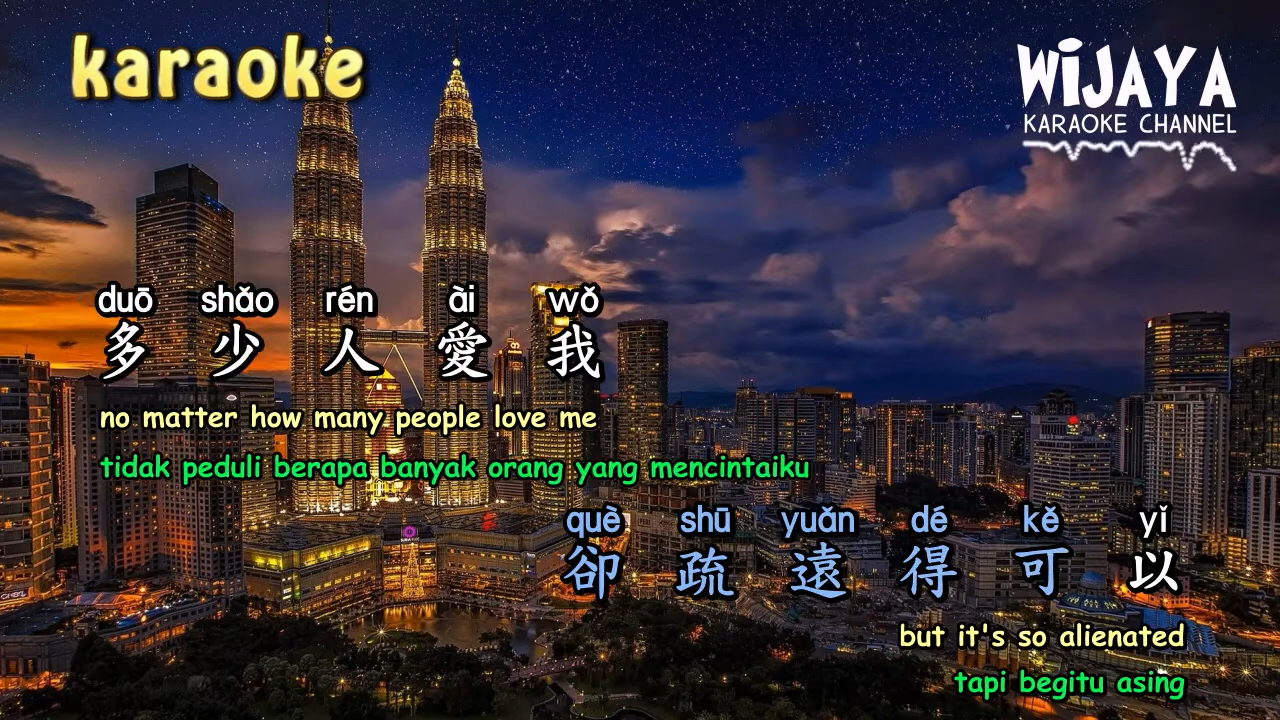 karaoke
WiJAYA
KARAOKE CHANNEL
duō shǎo rén ài wǒ
多 少 人 愛 我
no matter how many people love me
tidak peduli berapa banyak orang yang mencintaiku
què shū yuǎn dé kě yǐ
卻 疏 遠 得 可 以
but it's so alienated
tapi begitu asing